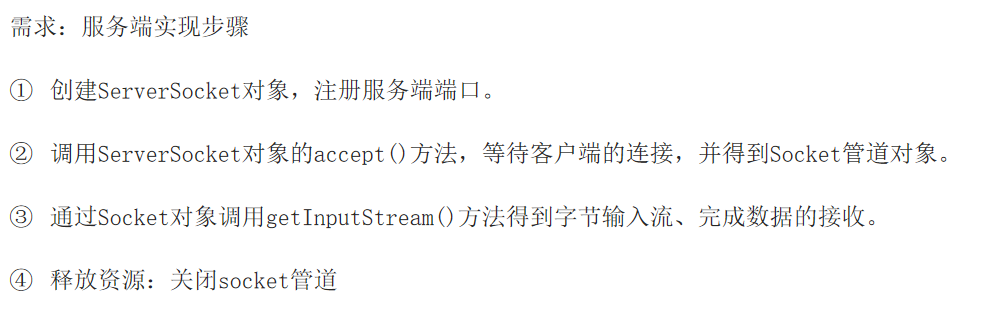 需求：服务端实现步骤
① 创建ServerSocket对象，注册服务端端口。
② 调用ServerSocket对象的accept()方法，等待客户端的连接，并得到Socket管道对象。
③ 通过Socket对象调用getInputStream()方法得到字节输入流、完成数据的接收。
④ 释放资源：关闭socket管道